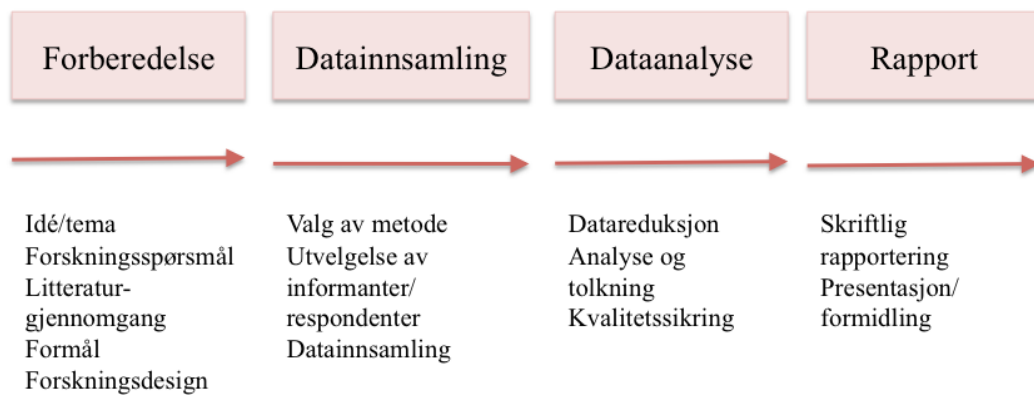 Forberedelse
Datainnsamling
Dataanalyse
Rapport
Idé/tema
Forskningsspørsmål
Litteratur-
gjennomgang
Formål
Forskningsdesign
Valg av metode
Utvelgelse av
informanter/
respondenter
Datainnsamling
Datareduksjon
Analyse og
tolkning
Kvalitetssikring
Skriftlig
rapportering
Presentasjon/
formidling